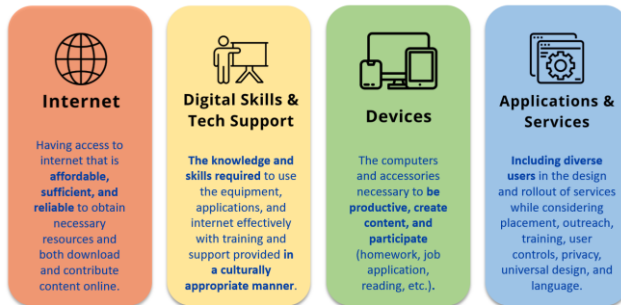 Internet
Having access to
internet that is
affordable,
sufficient, and
reliable to obtain
necessary
resources and
both download
and contribute
content online.
Digital Skills &
Tech Support
The knowledge and
skills required to use
the equipment,
applications, and
internet effectively
with training and
support provided in
a culturally
appropriate manner.
Devices
The computers
and accessories
necessary to be
productive, create
content, and
participate
(homework, job
application,
reading, etc.).
Applications &
Services
Including diverse
users in the design
and rollout of services
while considering
placement, outreach,
training, user
controls, privacy,
universal design, and
language.